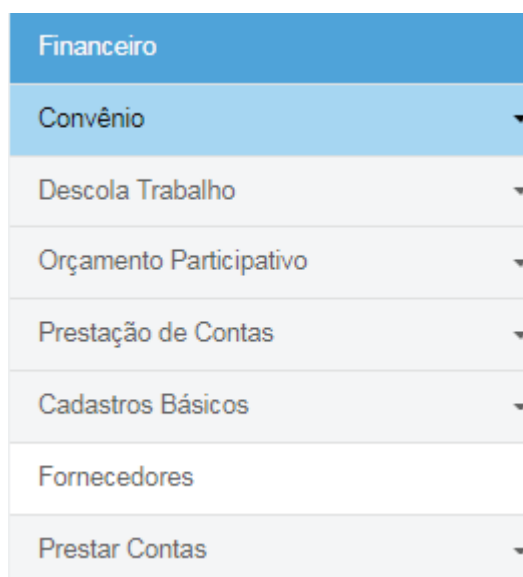 Financeiro
Convênio
Descola Trabalho
Orçamento Participativo
Prestação de Contas
Cadastros Básicos
Fornecedores
Prestar Contas